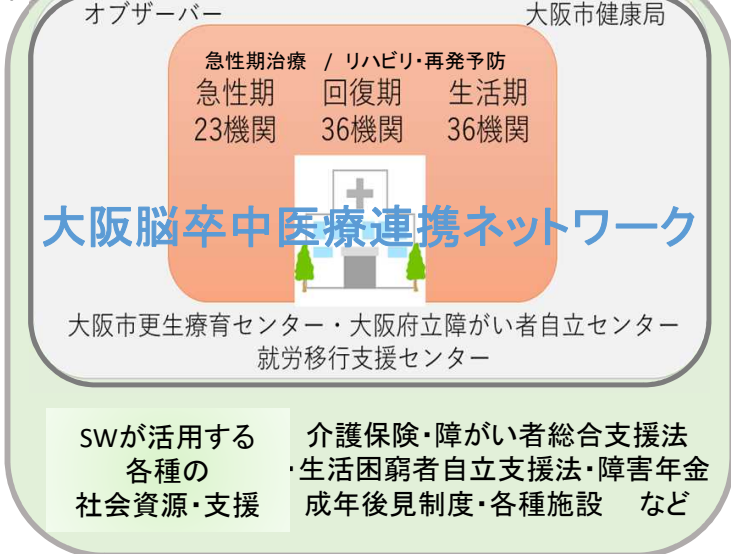 オブザーバー　大阪市健康局
急性期治療 / リハビリ・再発予防
急性期　回復期　生活期
23機関　36機関　36機関
大阪脳卒中医療連携ネットワーク
大阪市更生療育センター・大阪府立障がい者自立センター
就労移行支援センター
SWが活用する
各種の
社会資源・支援
介護保険・障がい者総合支援法
・生活困窮者自立支援法・障害年金
成年後見制度・各種施設　など